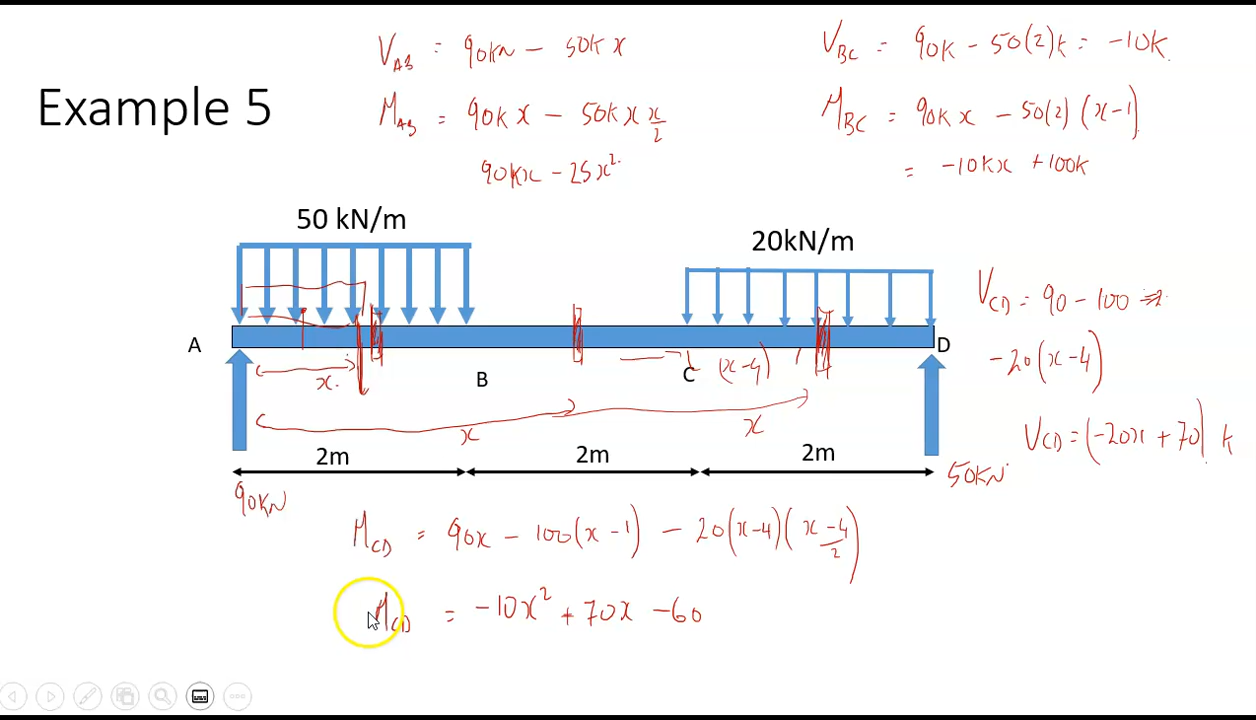 V_AB = 90kN - 50k x
V_BC = 90k - 50(2)k = -10k
Example 5
M_AB = 90k x - 50k x x/2
M_BC = 90k x - 50(2) (x-1)
90kx - 25x²
= -10kx + 100k
50 kN/m
20kN/m
V_CD = 90 - 100
-20(x-4)
A
D
x
B
C
(x-4)
x
x
V_CD = (-20x + 70) k
2m
2m
2m
90kN
50kN
M_CD = 90x - 100(x-1) - 20(x-4)(x-4/2)
M_CD = -10x² + 70x - 60